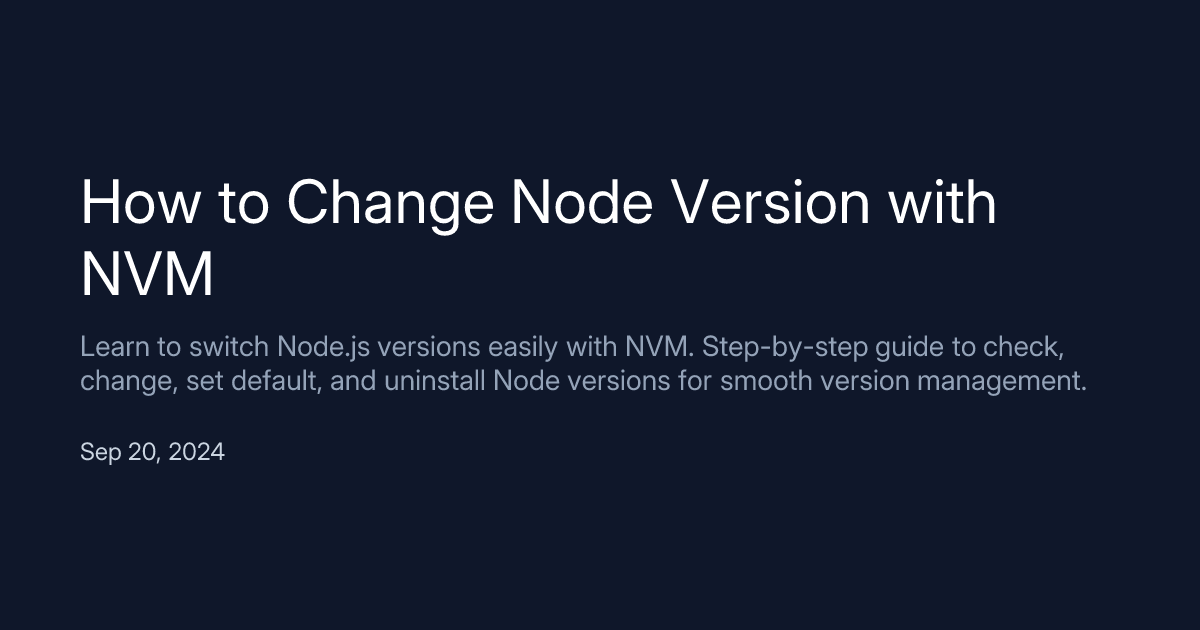 How to Change Node Version with
NVM
Learn to switch Node.js versions easily with NVM. Step-by-step guide to check,
change, set default, and uninstall Node versions for smooth version management.
Sep 20, 2024